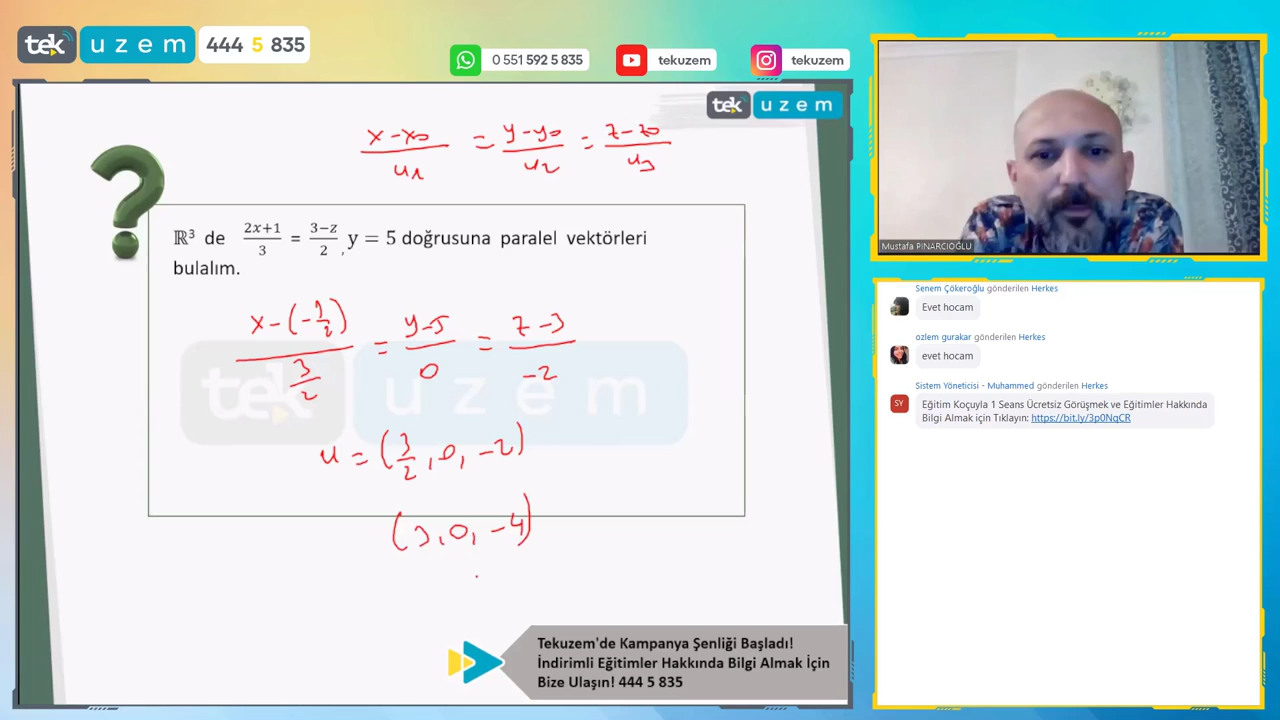 tek uzem 444 5 835
0 551 592 5 835 tekuzem tekuzem
tek uzem
x-x0/u1 = y-y0/u2 = z-z0/u3
ℝ³ de 2x+1/3 = 3-z/2, y = 5 doğrusuna paralel vektörleri
bulalım.
x-(-1/2)/3/2 = y-5/0 = z-3/-2
tek uzem
u = (3/2, 0, -2)
(3, 0, -4)
Tekuzem'de Kampanya Şenliği Başladı!
İndirimli Eğitimler Hakkında Bilgi Almak İçin
Bize Ulaşın! 444 5 835
Mustafa PINARCIOĞLU
Senem Çökeroğlu gönderilen Herkes
Evet hocam
ozlem gurakar gönderilen Herkes
evet hocam
Sistem Yöneticisi - Muhammed gönderilen Herkes
SY
Eğitim Koçuyla 1 Seans Ücretsiz Görüşmek ve Eğitimler Hakkında
Bilgi Almak için Tıklayın: https://bit.ly/3p0NqCR